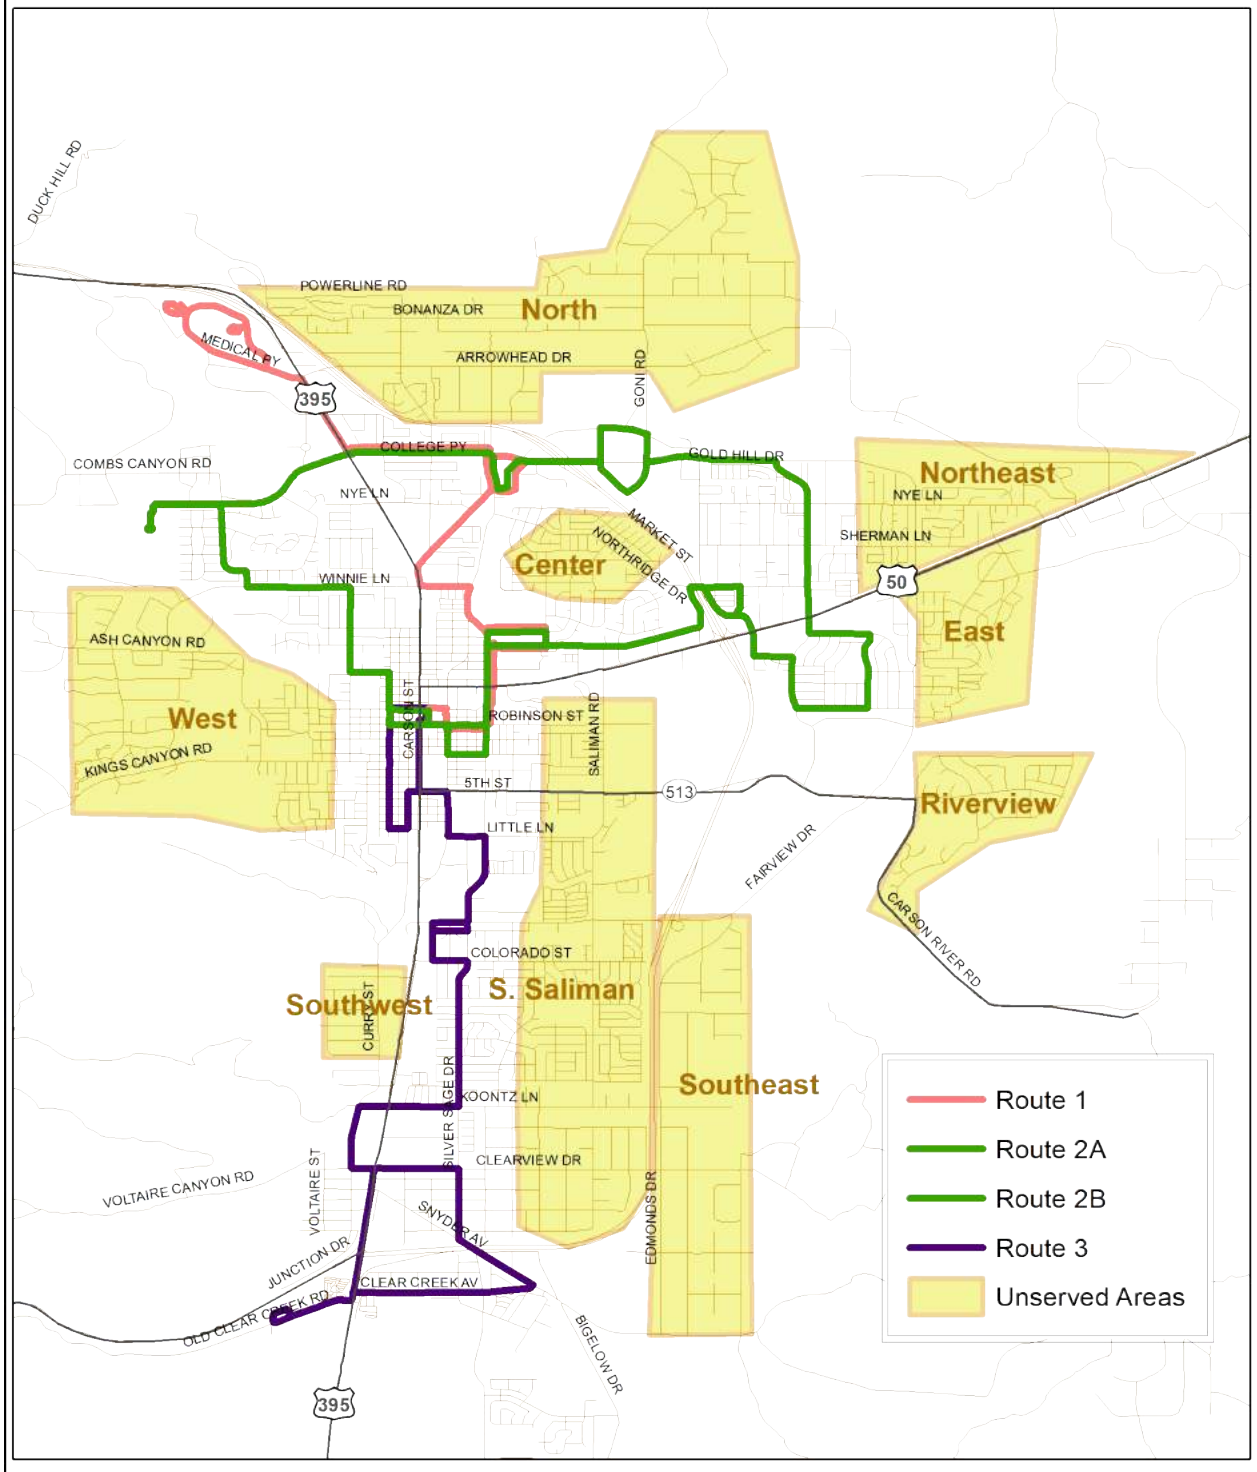 DUCK HILL RD
POWERLINE RD
BONANZA DR
North
MEDICAL PY
ARROWHEAD DR
GONI RD
395
COLLEGE PY
GOLD HILL DR
COMBS CANYON RD
Northeast
NYE LN
NYE LN
MARKET ST
SHERMAN LN
NORTHRIDGE DR
Center
WINNIE LN
50
ASH CANYON RD
East
West
CARSON ST
ROBINSON ST
SALIMAN RD
KINGS CANYON RD
5TH ST
513
Riverview
LITTLE LN
FAIRVIEW DR
CARSON RIVER RD
COLORADO ST
S. Saliman
Southwest
CURRY ST
Southeast
SILVER SAGE DR
KOONTZ LN
CLEARVIEW DR
VOLTAIRE CANYON RD
VOLTAIRE ST
SNYDER AV
EDMONDS DR
JUNCTION DR
CLEAR CREEK AV
OLD CLEAR CREEK RD
BIGELOW DR
395
Route 1
Route 2A
Route 2B
Route 3
Unserved Areas